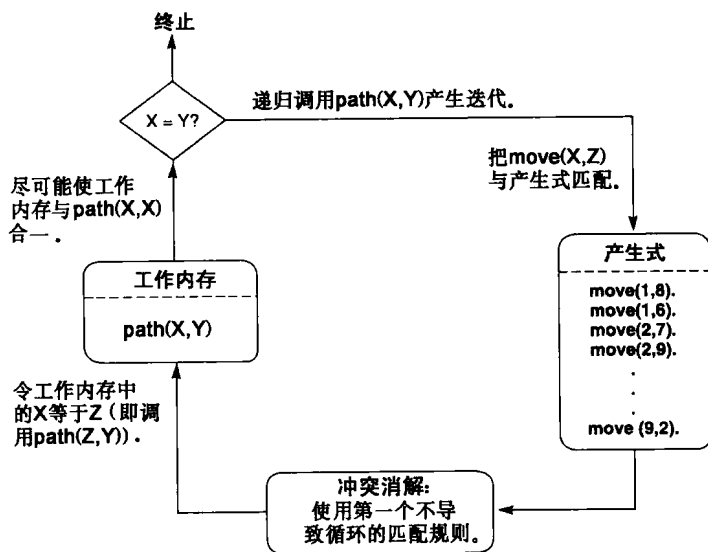 终止
X = Y?
递归调用path(X,Y)产生迭代。
把move(X,Z)
与产生式匹配。
尽可能使工作
内存与path(X,X)
合一。
工作内存
path(X,Y)
产生式
move(1,8).
move(1,6).
move(2,7).
move(2,9).
.
.
.
move (9,2).
令工作内存中
的X等于Z（即调
用path(Z,Y)）.
冲突消解：
使用第一个不导
致循环的匹配规则。